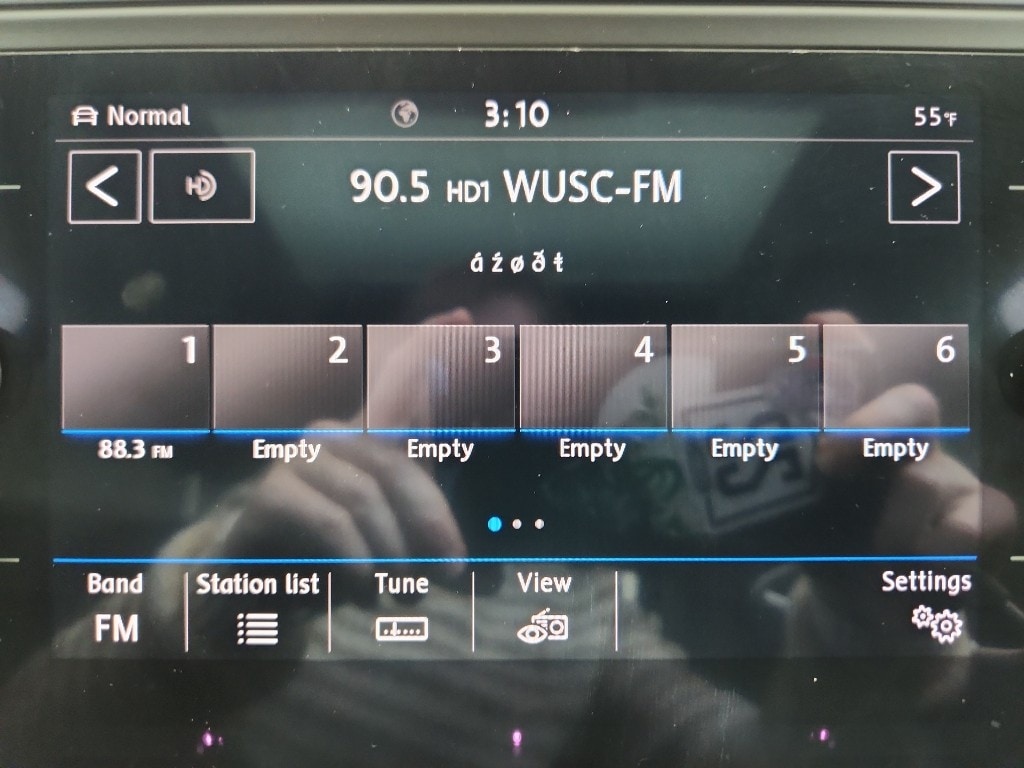 Normal 3:10 55°F
< HD 90.5 HD1 WUSC-FM >
á ź ø ð ŧ
1 2 3 4 5 6
88.3 FM Empty Empty Empty Empty Empty
Band Station list Tune View Settings
FM